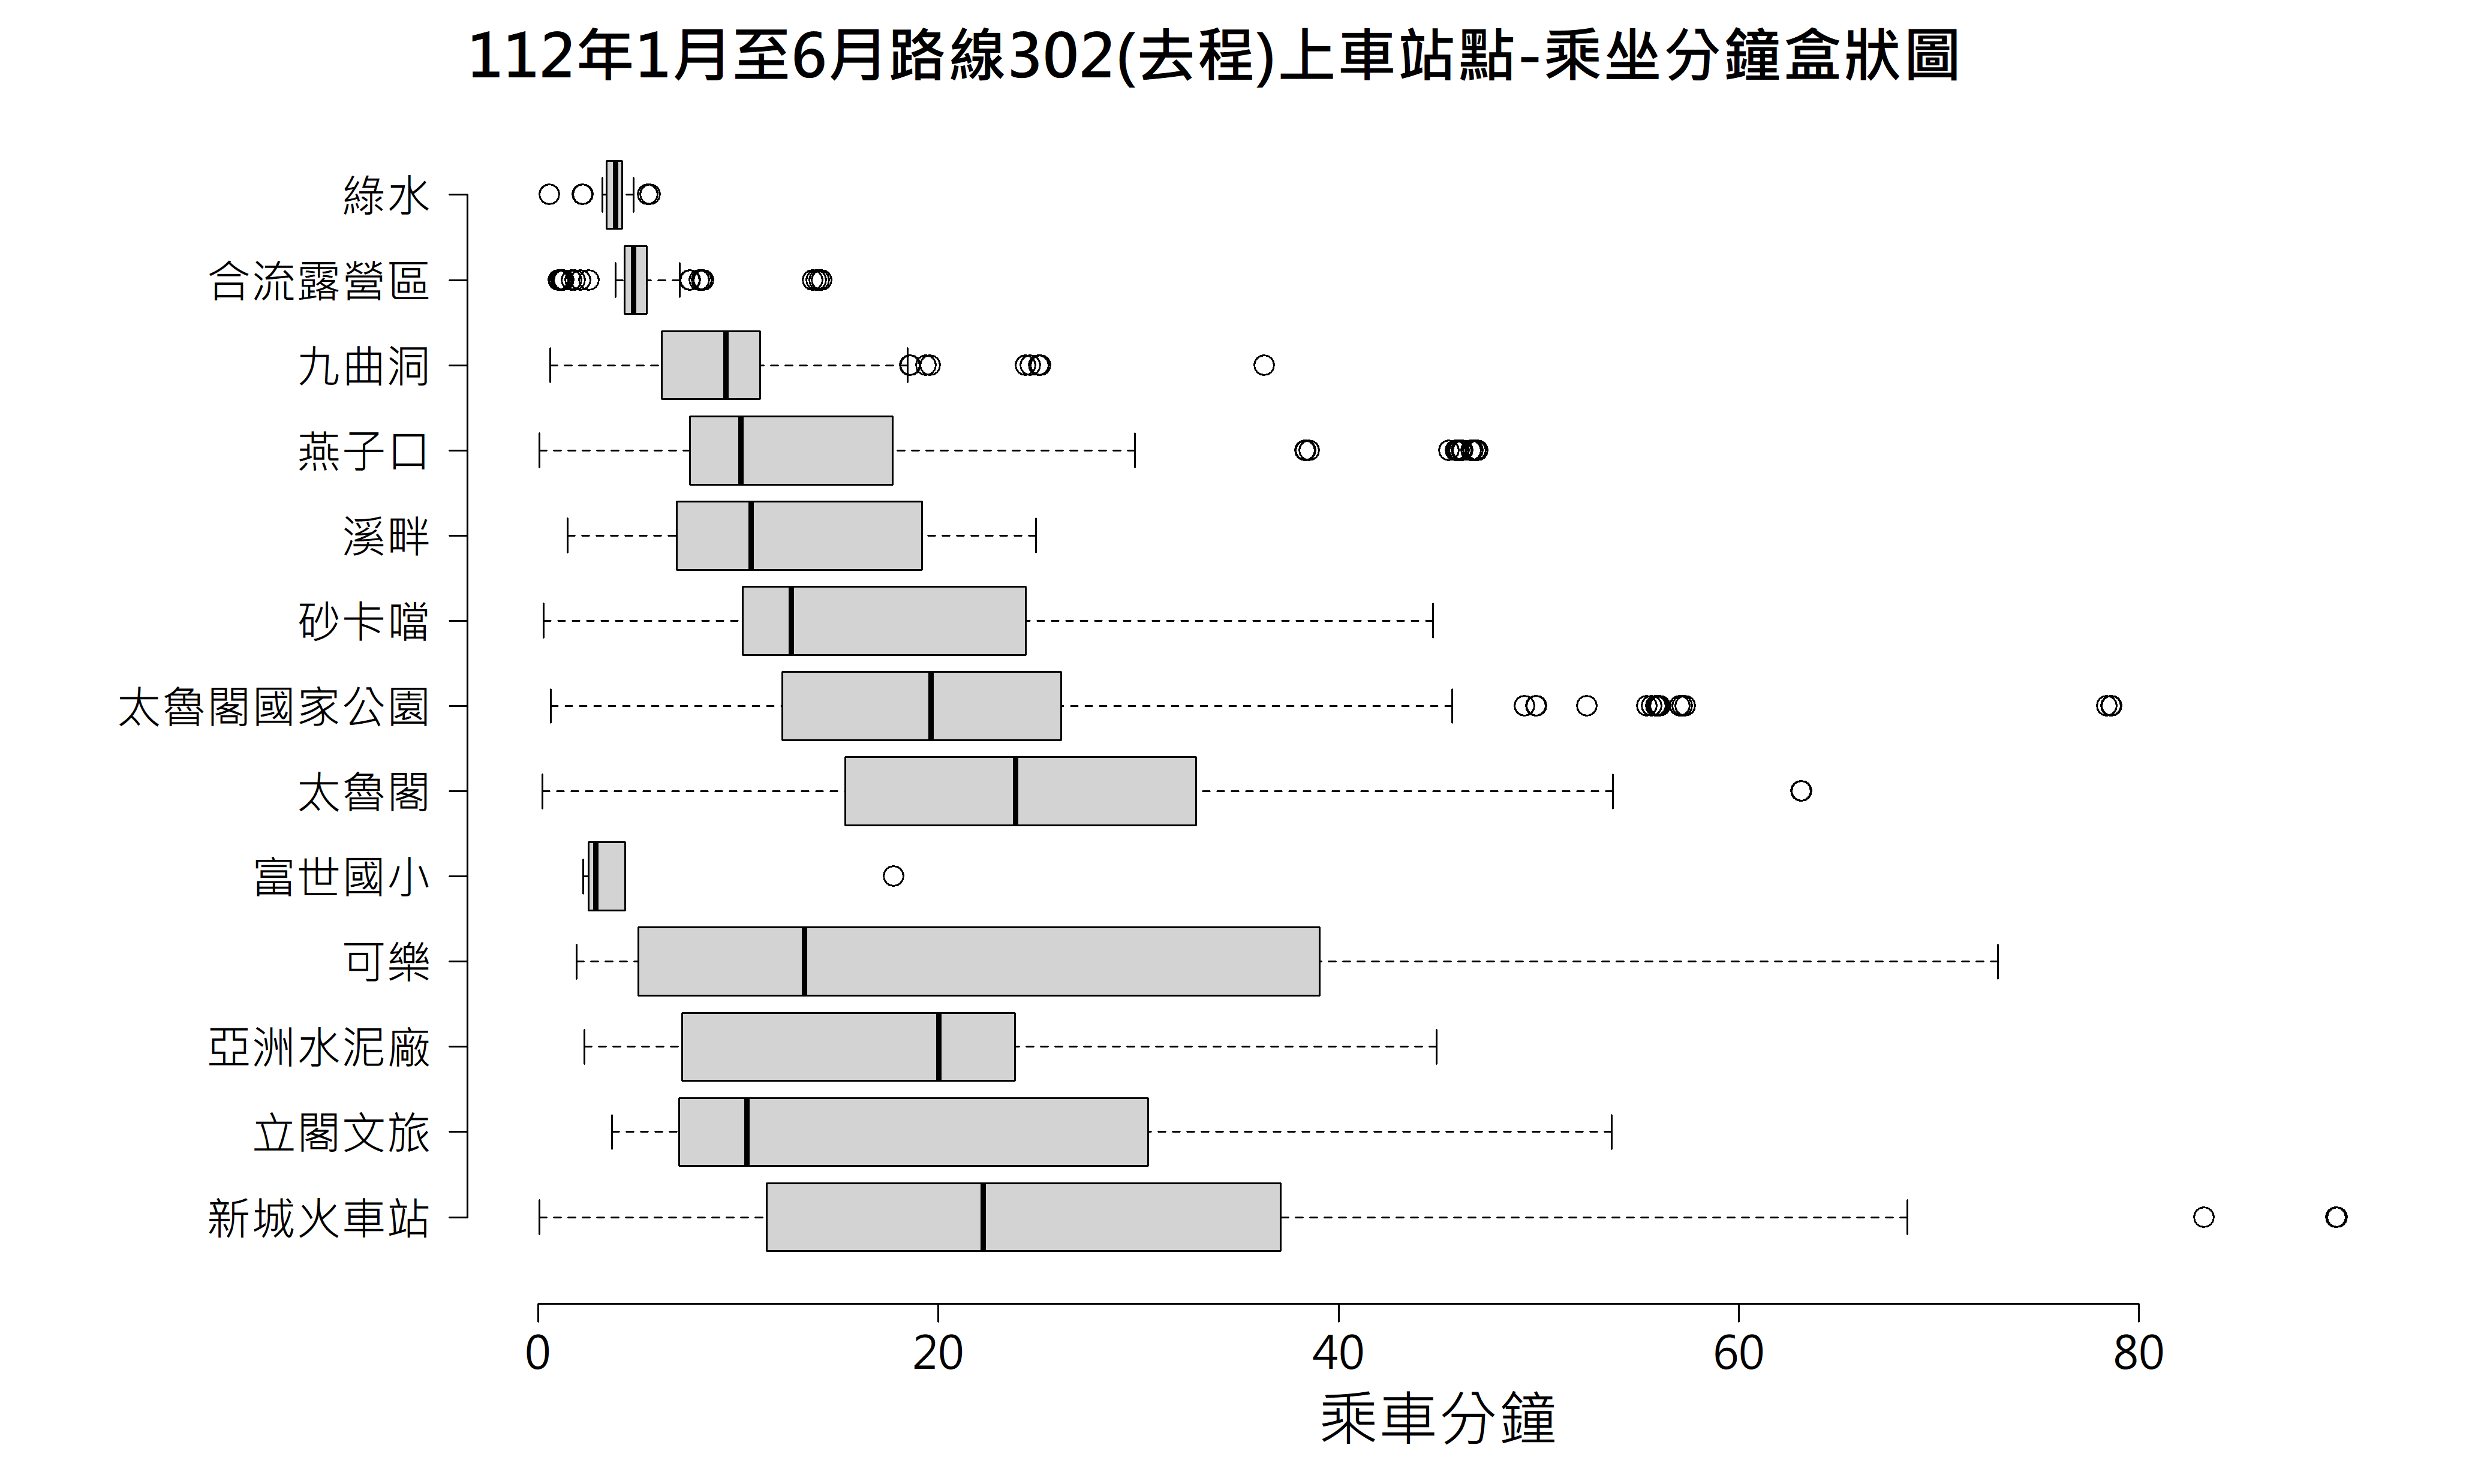 112年1月至6月路線302(去程)上車站點-乘坐分鐘盒狀圖
綠水
合流露營區
九曲洞
燕子口
溪畔
砂卡噹
太魯閣國家公園
太魯閣
富世國小
可樂
亞洲水泥廠
立閣文旅
新城火車站
0 20 40 60 80
乘車分鐘